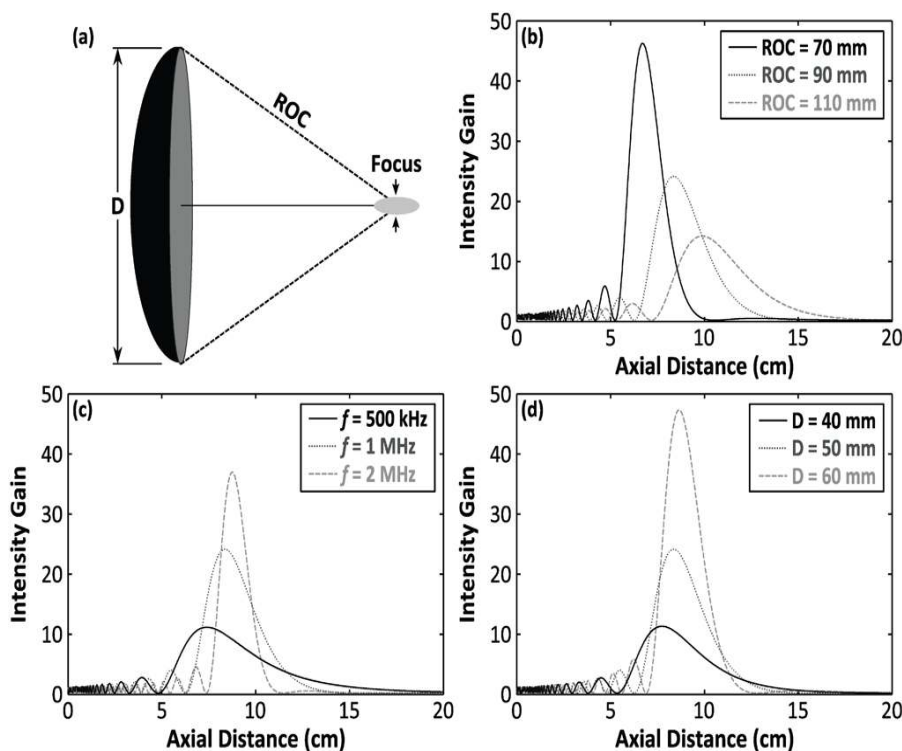 (a)
ROC
Focus
D
(b)
ROC = 70 mm
ROC = 90 mm
ROC = 110 mm
Intensity Gain
50
40
30
20
10
0
0 5 10 15 20
Axial Distance (cm)
(c)
f = 500 kHz
f = 1 MHz
f = 2 MHz
Intensity Gain
50
40
30
20
10
0
0 5 10 15 20
Axial Distance (cm)
(d)
D = 40 mm
D = 50 mm
D = 60 mm
Intensity Gain
50
40
30
20
10
0
0 5 10 15 20
Axial Distance (cm)